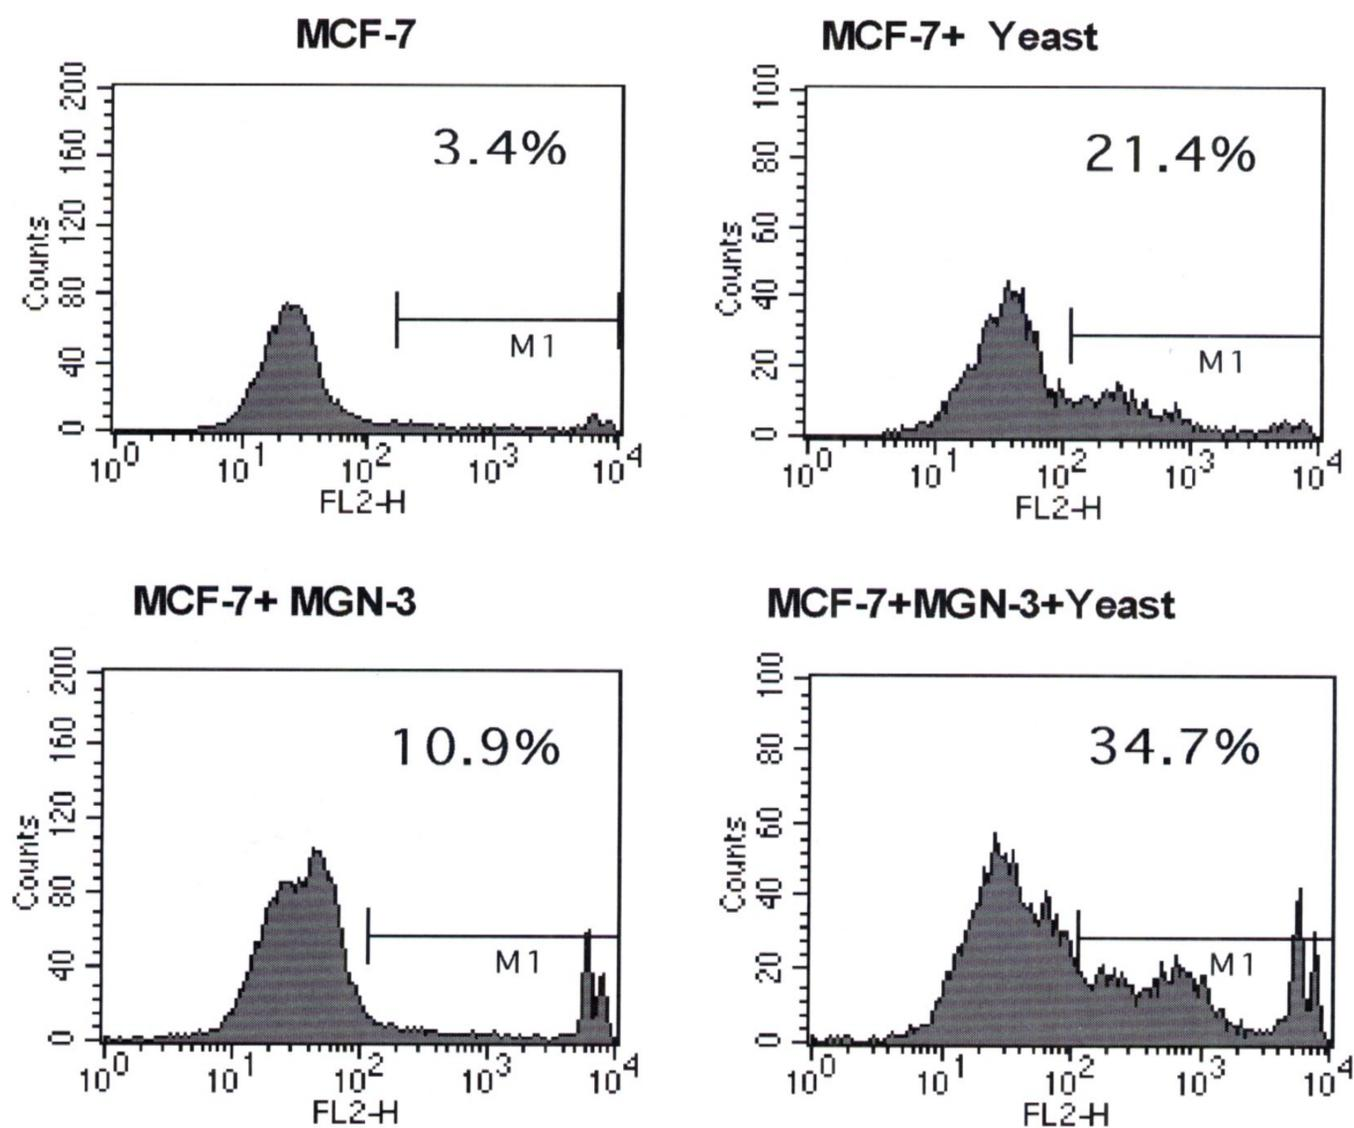 MCF-7
Counts
200
160
120
80
40
0
3.4%
M1
10^0 10^1 10^2 10^3 10^4
FL2-H
MCF-7+ Yeast
Counts
100
80
60
40
20
0
21.4%
M1
10^0 10^1 10^2 10^3 10^4
FL2-H
MCF-7+ MGN-3
Counts
200
160
120
80
40
0
10.9%
M1
10^0 10^1 10^2 10^3 10^4
FL2-H
MCF-7+MGN-3+Yeast
Counts
100
80
60
40
20
0
34.7%
M1
10^0 10^1 10^2 10^3 10^4
FL2-H